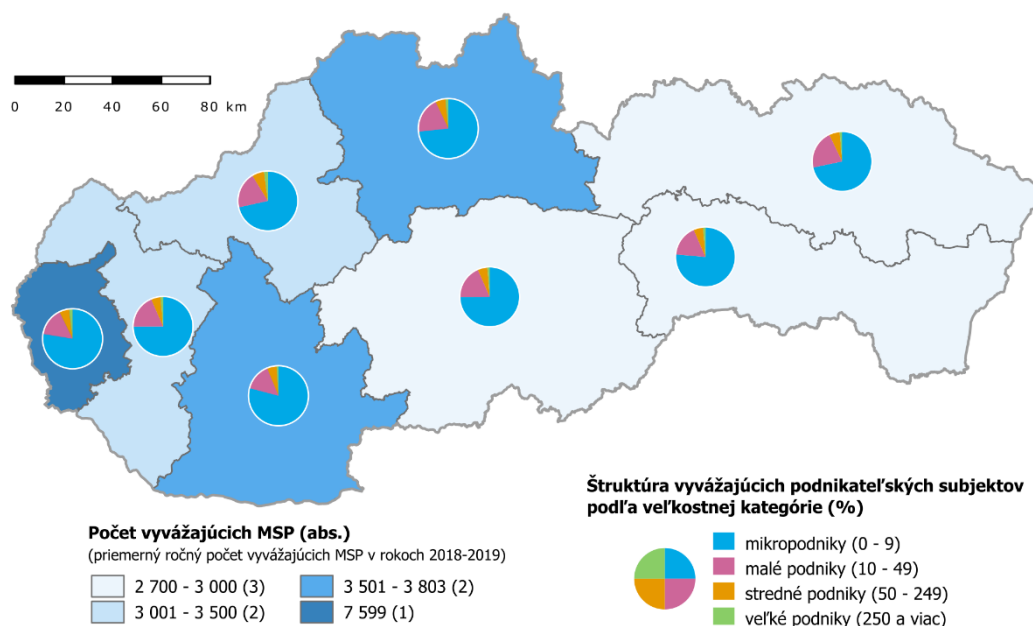 0 20 40 60 80 km
Počet vyvážajúcich MSP (abs.)
(priemerný ročný počet vyvážajúcich MSP v rokoch 2018-2019)
2 700 - 3 000 (3)
3 001 - 3 500 (2)
3 501 - 3 803 (2)
7 599 (1)
Štruktúra vyvážajúcich podnikateľských subjektov
podľa veľkostnej kategórie (%)
mikropodniky (0 - 9)
malé podniky (10 - 49)
stredné podniky (50 - 249)
veľké podniky (250 a viac)